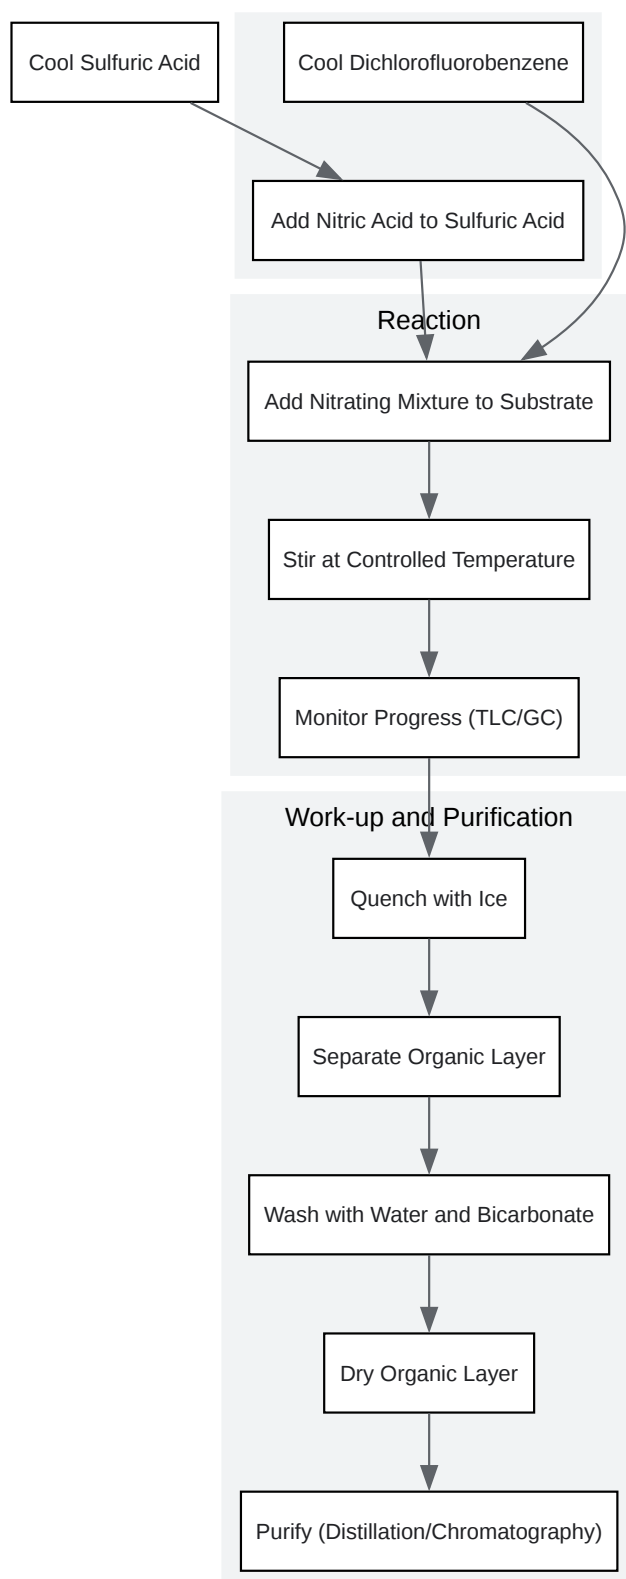 Cool Sulfuric Acid
Cool Dichlorofluorobenzene
Add Nitric Acid to Sulfuric Acid
Reaction
Add Nitrating Mixture to Substrate
Stir at Controlled Temperature
Monitor Progress (TLC/GC)
Work-up and Purification
Quench with Ice
Separate Organic Layer
Wash with Water and Bicarbonate
Dry Organic Layer
Purify (Distillation/Chromatography)